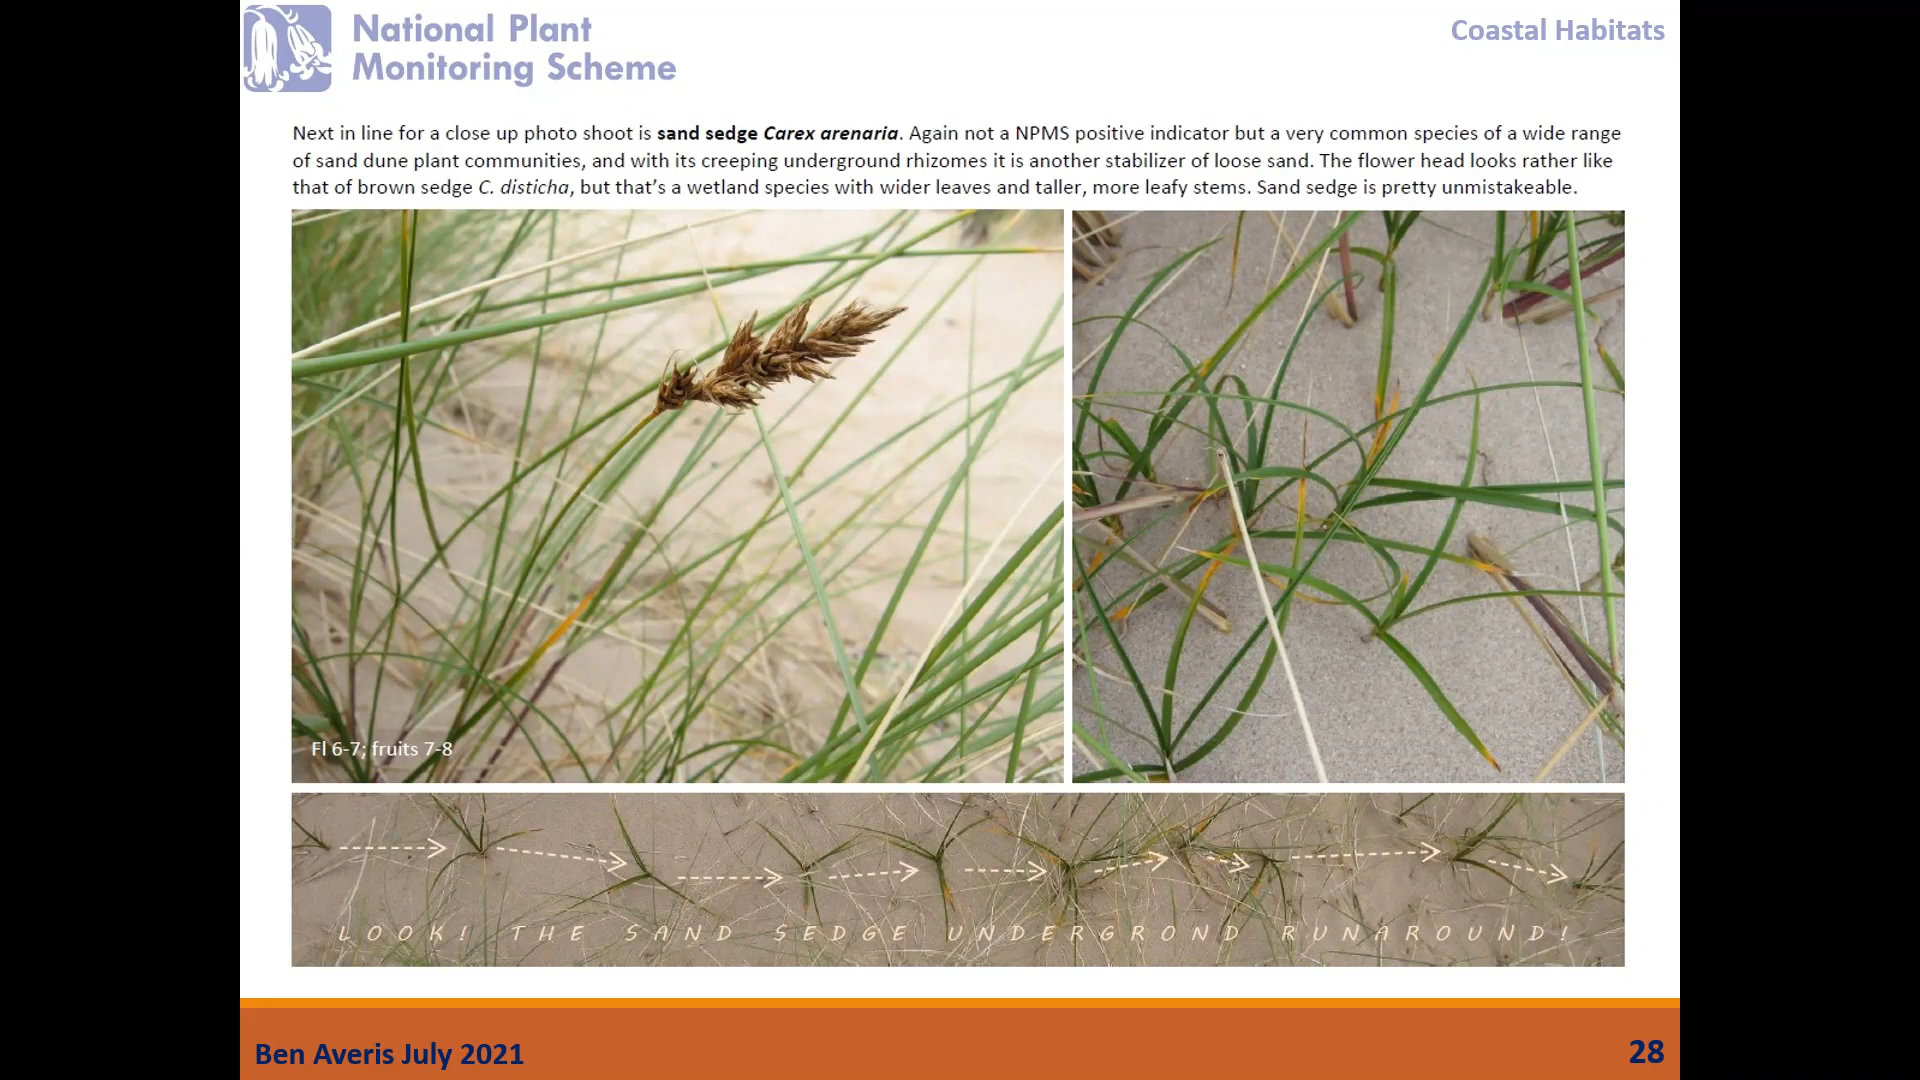 National Plant
Monitoring Scheme
Coastal Habitats
Next in line for a close up photo shoot is sand sedge Carex arenaria. Again not a NPMS positive indicator but a very common species of a wide range
of sand dune plant communities, and with its creeping underground rhizomes it is another stabilizer of loose sand. The flower head looks rather like
that of brown sedge C. disticha, but that's a wetland species with wider leaves and taller, more leafy stems. Sand sedge is pretty unmistakeable.
Fl 6-7; fruits 7-8
LOOK! THE SAND SEDGE UNDERGROND RUNAROUND!
Ben Averis July 2021
28